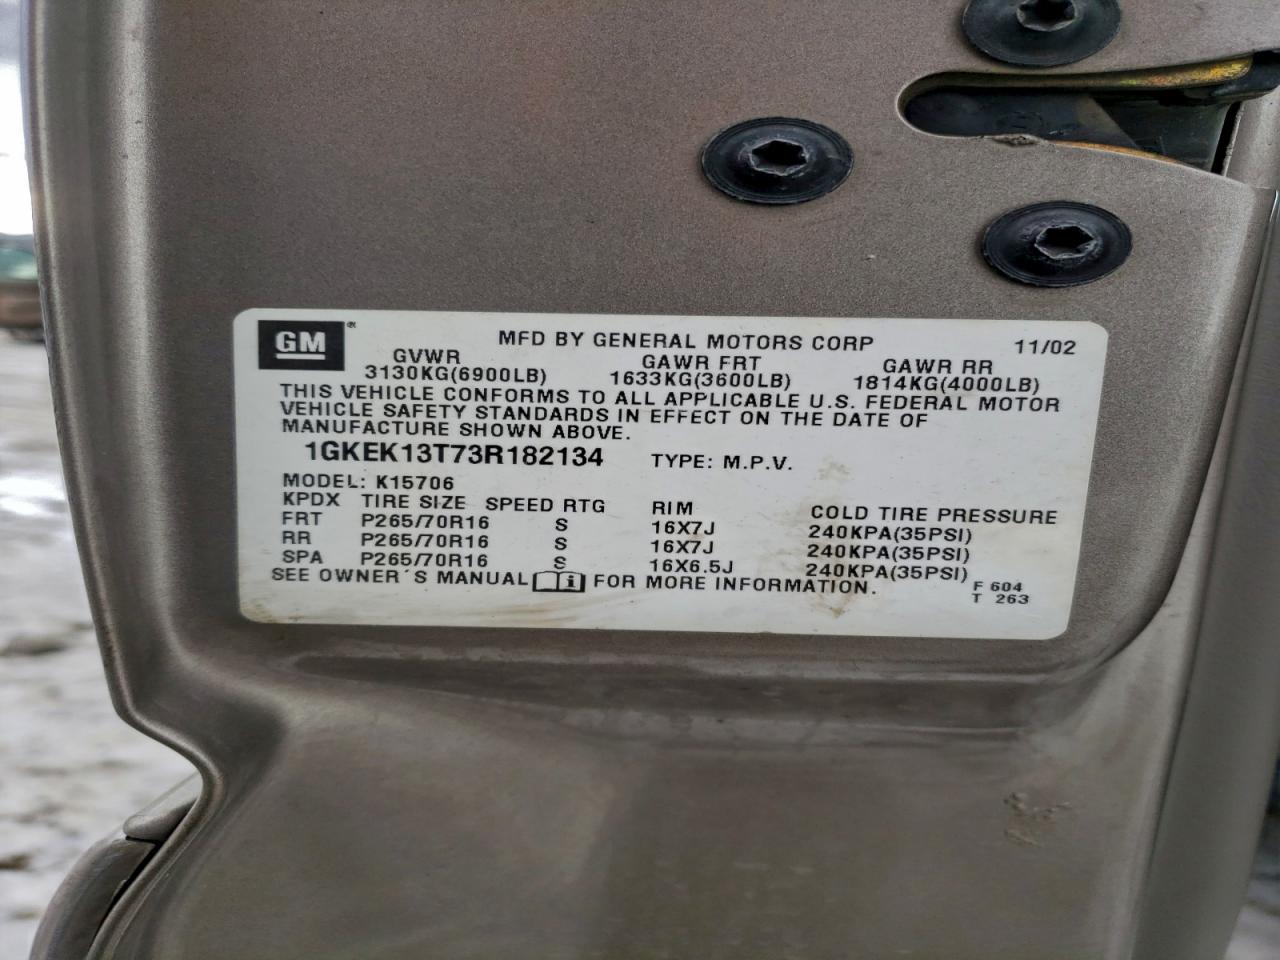 GM ®
MFD BY GENERAL MOTORS CORP 11/02
GVWR GAWR FRT GAWR RR
3130KG(6900LB) 1633KG(3600LB) 1814KG(4000LB)
THIS VEHICLE CONFORMS TO ALL APPLICABLE U.S. FEDERAL MOTOR
VEHICLE SAFETY STANDARDS IN EFFECT ON THE DATE OF
MANUFACTURE SHOWN ABOVE.
1GKEK13T73R182134 TYPE: M.P.V.
MODEL: K15706
KPDX TIRE SIZE SPEED RTG RIM COLD TIRE PRESSURE
FRT P265/70R16 S 16X7J 240KPA(35PSI)
RR P265/70R16 S 16X7J 240KPA(35PSI)
SPA P265/70R16 S 16X6.5J 240KPA(35PSI)
SEE OWNER´S MANUAL FOR MORE INFORMATION.
F 604
T 263